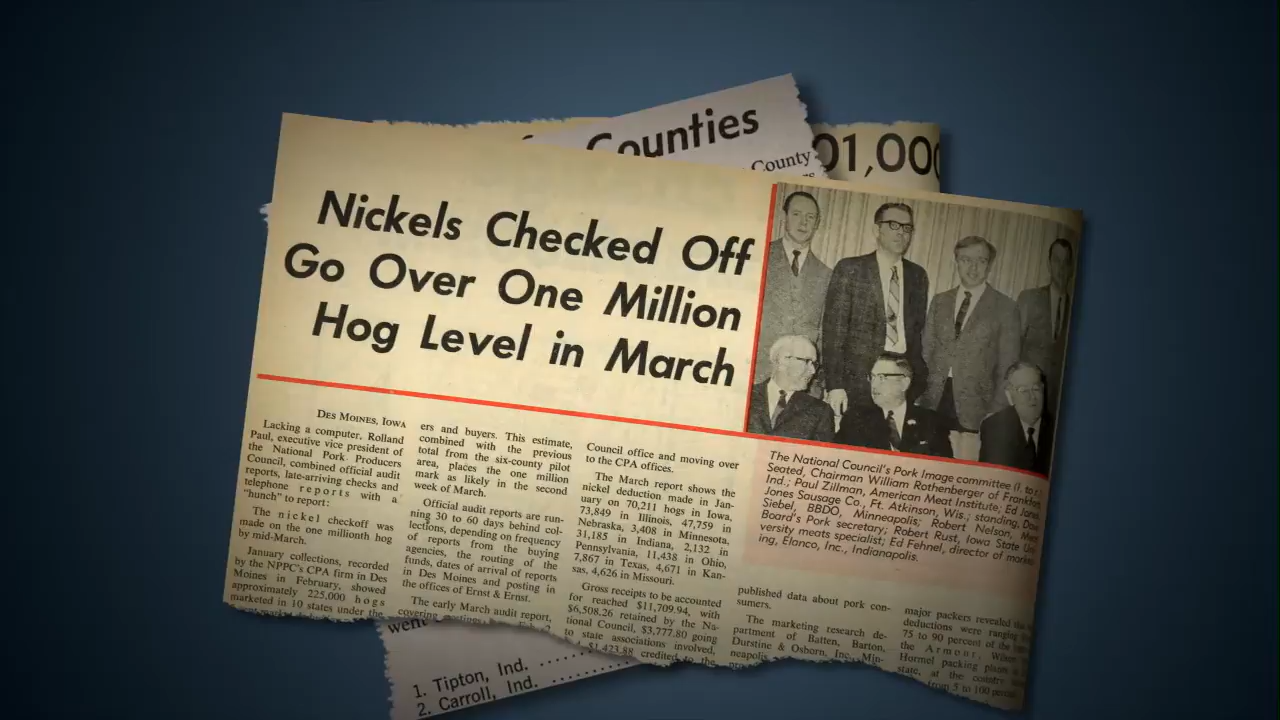 Counties
County
01,000
Nickels Checked Off
Go Over One Million
Hog Level in March
DES MOINES, IOWA
Lacking a computer, Rolland
Paul, executive vice president of
the National Pork Producers
Council, combined official audit
reports, late-arriving checks and
telephone reports with a
"hunch" to report:
The nickel checkoff was
made on the one millionth hog
by mid-March.
January collections, recorded
by the NPPC's CPA firm in Des
Moines in February, showed
approximately 225,000 hogs
marketed in 10 states under the
ers and buyers. This estimate,
combined with the previous
total from the six-county pilot
area, places the one million
mark as likely in the second
week of March.
Official audit reports are run-
ning 30 to 60 days behind col-
lections, depending on frequency
of reports from the buying
agencies, the routing of the
funds, dates of arrival of reports
in Des Moines and posting in
the offices of Ernst & Ernst.
The early March audit report,
covering
Council office and moving over
to the CPA offices.
The March report shows the
nickel deduction made in Jan-
uary on 70,211 hogs in Iowa,
73,849 in Illinois, 47,759 in
Nebraska, 3,408 in Minnesota,
31,185 in Indiana, 2,132 in
Pennsylvania, 11,438 in Ohio,
7,867 in Texas, 4,671 in Kan-
sas, 4,626 in Missouri.
Gross receipts to be accounted
for reached $11,709.94, with
$6,508.26 retained by the Na-
tional Council, $3,777.80 going
to state associations involved,
$1,423.88 credited to the
The National Council's Pork Image committee (l. to r.)
Seated, Chairman William Rothenberger of Frankfort,
Ind.; Paul Zillman, American Meat Institute; Ed Jones,
Jones Sausage Co., Ft. Atkinson, Wis.; standing,
Siebel, BBDO, Minneapolis; Robert Nelson,
Board's Pork secretary; Robert Rust, Iowa State Uni
versity meats specialist; Ed Fehnel, director of
ing, Elanco, Inc., Indianapolis.
published data about pork con-
sumers.
The marketing research de-
partment of Batten, Barton,
Durstine & Osborn, Inc., Min-
neapolis,
major packers revealed
deductions were ranging
75 to 90 percent of the
the Armour,
Hormel packing plants
state, at the country
from 5 to 100
went
1. Tipton, Ind. ........
2. Carroll, Ind. ........